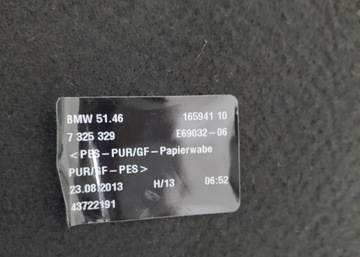 BMW 51.46 165941 10
7 325 329 E69032-06
< PES-PUR/GF-Papierwabe
PUR/GF-PES >
23.08.2013 H/13 06:52
43722191